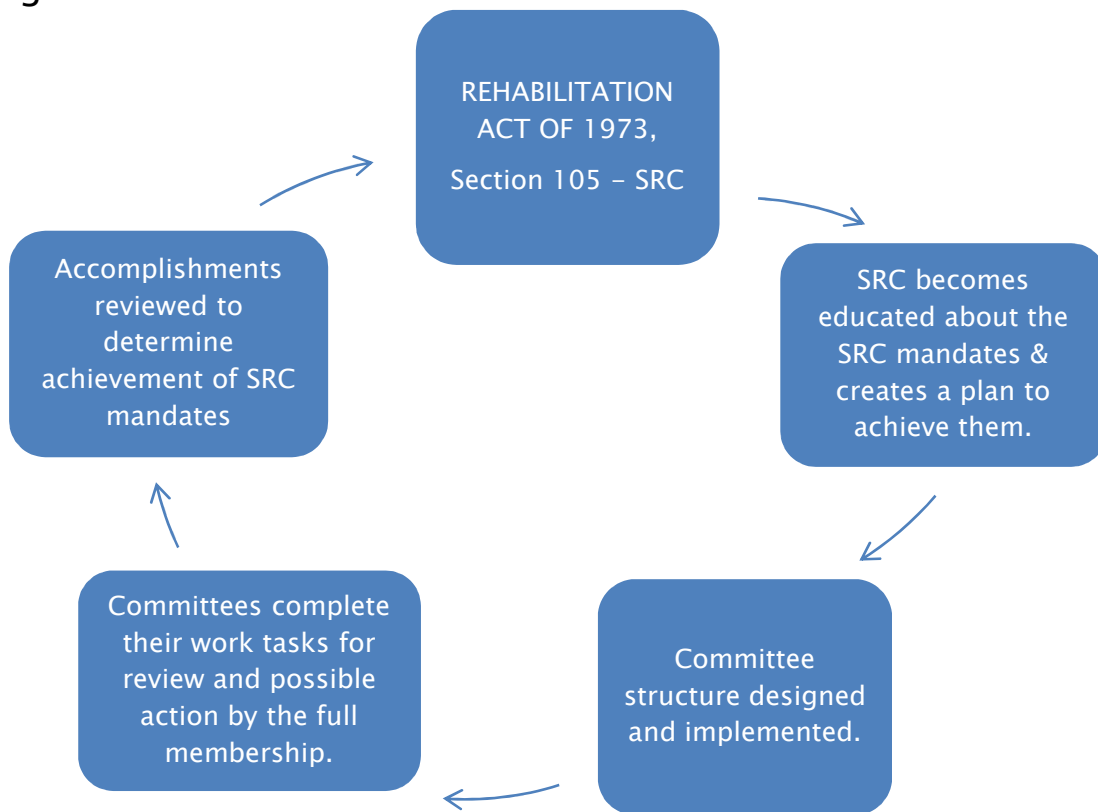 REHABILITATION
ACT OF 1973,
Section 105 – SRC
SRC becomes
educated about the
SRC mandates &
creates a plan to
achieve them.
Committee
structure designed
and implemented.
Committees complete
their work tasks for
review and possible
action by the full
membership.
Accomplishments
reviewed to
determine
achievement of SRC
mandates